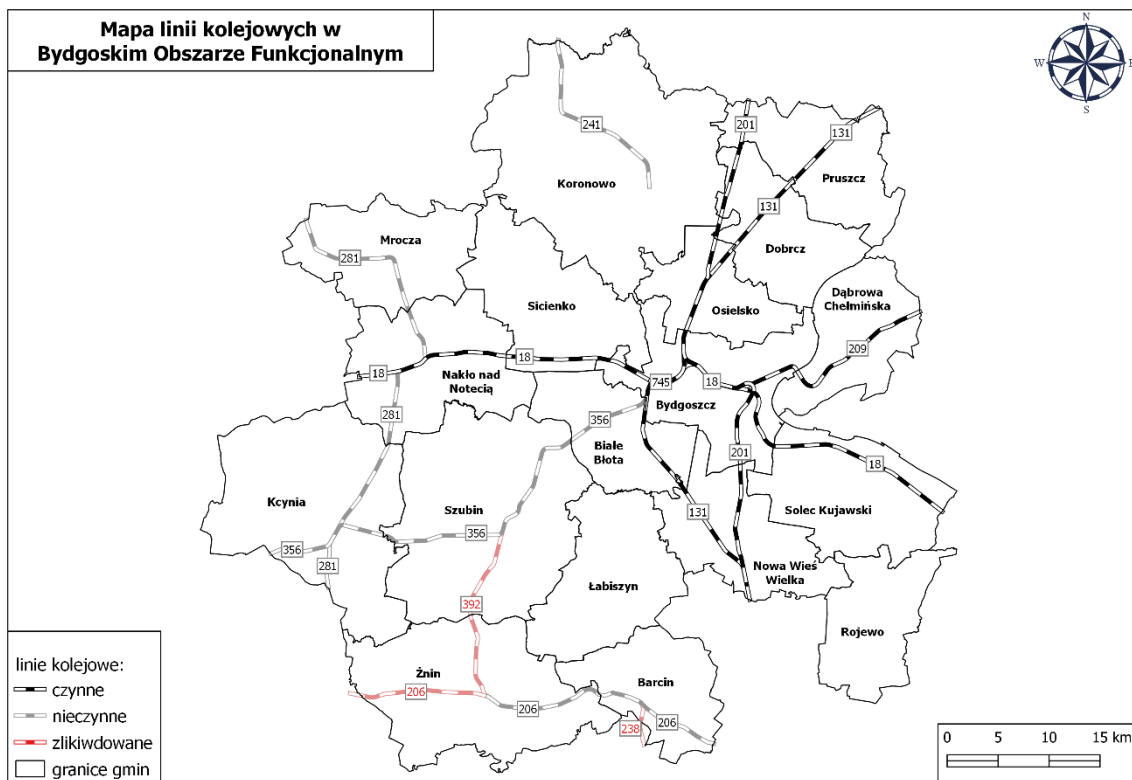 Mapa linii kolejowych w
Bydgoskim Obszarze Funkcjonalnym
N
W
E
S
241
201
131
Koronowo
Pruszcz
131
Mrocza
Dobrcz
281
Dąbrowa
Chełmińska
Sicienko
Osielsko
209
18
18
Nakło nad
Notecią
745
18
Bydgoszcz
281
356
Białe
Błota
201
18
Kcynia
Szubin
Solec Kujawski
131
356
356
281
Nowa Wieś
Wielka
Łabiszyn
392
Rojewo
linie kolejowe:
czynne
nieczynne
zlikiwdowane
granice gmin
Żnin
206
206
Barcin
206
238
0 5 10 15 km